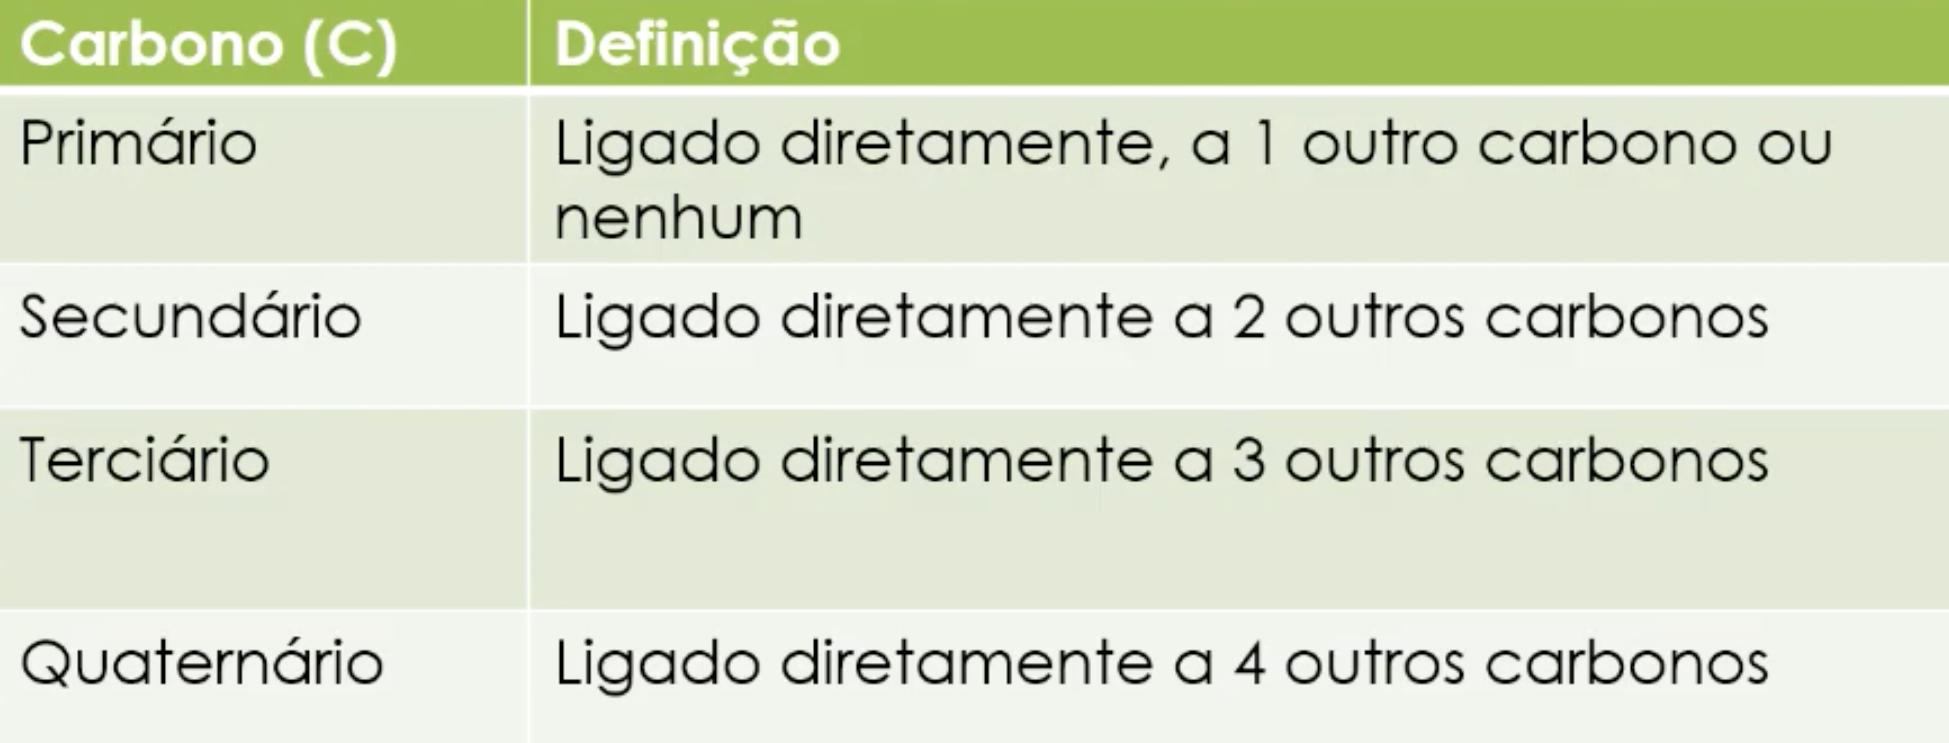 Carbono (C) Definição
Primário Ligado diretamente, a 1 outro carbono ou
nenhum
Secundário Ligado diretamente a 2 outros carbonos
Terciário Ligado diretamente a 3 outros carbonos
Quaternário Ligado diretamente a 4 outros carbonos